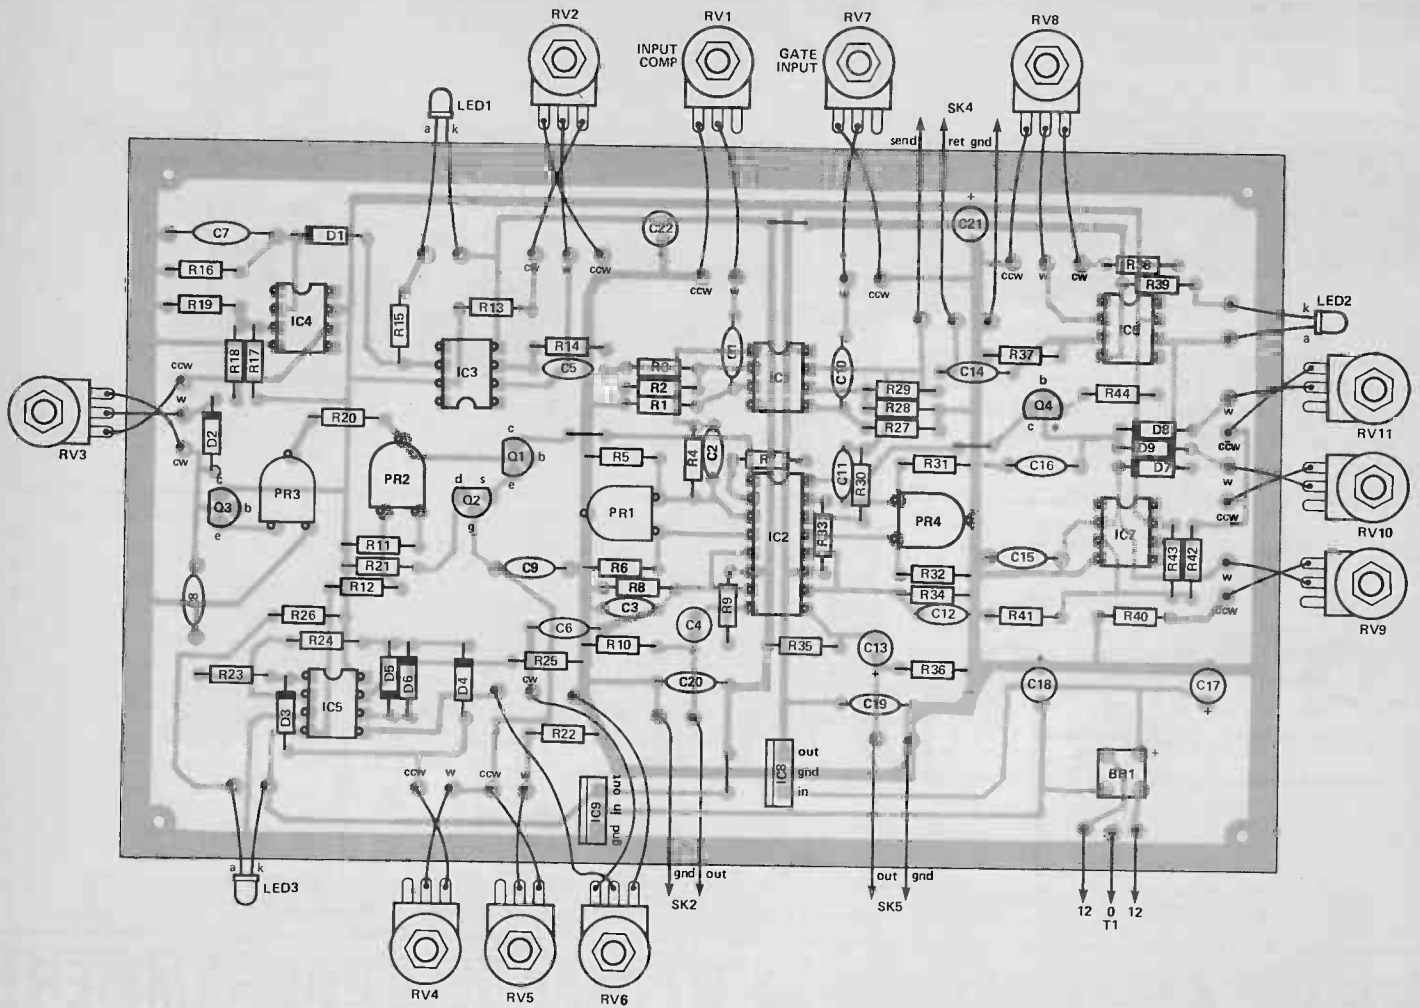 RV2
RV1
RV7
RV8
INPUT
COMP
GATE
INPUT
LED1
a k
SK4
send ret gnd
C7
D1
C22
C21
+
R16
cw w ccw
ccw w
w ccw
ccw w cw
R39
R19
R13
LED2
k
a
IC4
R15
R18
R17
IC3
R14
C5
R2
R1
C10
R29
R28
R27
C14
R37
R44
ccw
w
cw
RV3
D2
R20
PR3
PR2
Q1
c
b
e
Q3
c
b
e
d s
Q2
g
R5
R4
C2
PR1
IC2
C11
R30
R33
R31
PR4
C16
Q4
b
c
D8
D9
D7
w
ccw
w
ccw
RV11
RV10
R11
R21
R12
C9
R6
R8
C3
R9
R32
R34
C12
C15
R41
R43
R42
R40
w
ccw
RV9
R26
R24
R23
C6
C4
R10
R25
cw
R35
C13
+
R36
D5
D6
D4
D3
IC5
C20
C19
C18
C17
+
R22
ccw w
ccw w
IC9
gnd in out
IC8
out
gnd
in
BR1
+
a k
LED3
gnd out
SK2
out gnd
SK5
12 0 12
T1
RV4
RV5
RV6